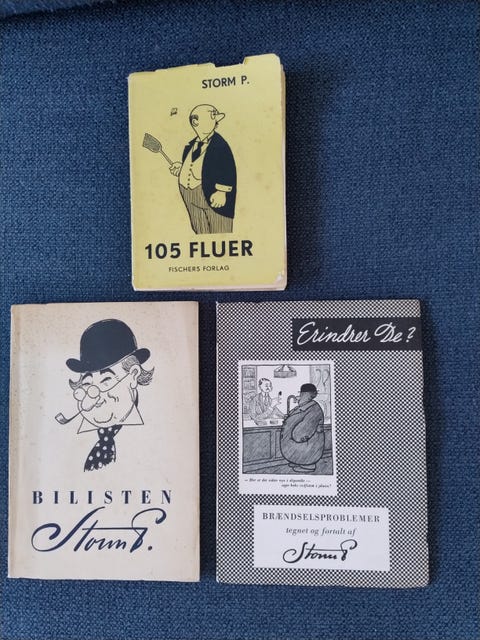 STORM P.
105 FLUER
FISCHERS FORLAG
BILISTEN
Storm P.
Erindrer De?
BRÆNDSELSPROBLEMER
tegnet og fortalt af
Storm P